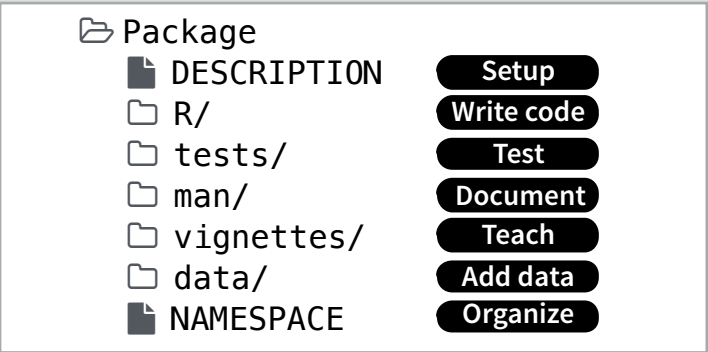 Package
DESCRIPTION Setup
R/ Write code
tests/ Test
man/ Document
vignettes/ Teach
data/ Add data
NAMESPACE Organize